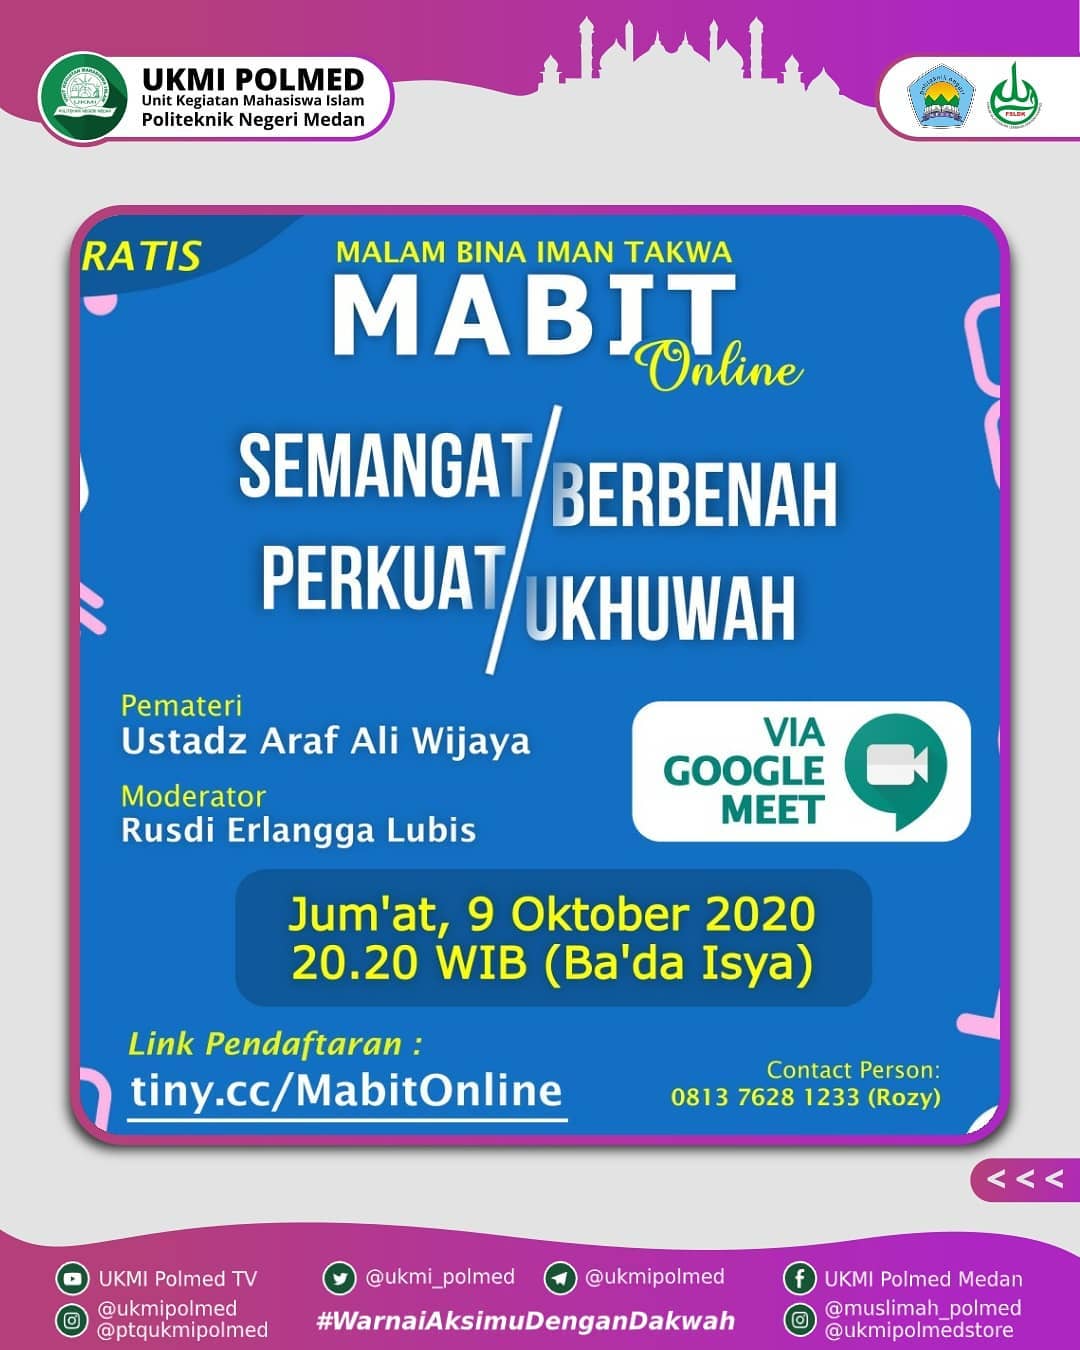 UKMI POLMED
Unit Kegiatan Mahasiswa Islam
Politeknik Negeri Medan
UKMI
FSLDK
RATIS
MALAM BINA IMAN TAKWA
MABIT
Online
SEMANGAT
BERBENAH
PERKUAT
UKHUWAH
Pemateri
Ustadz Araf Ali Wijaya
Moderator
Rusdi Erlangga Lubis
VIA
GOOGLE
MEET
Jum'at, 9 Oktober 2020
20.20 WIB (Ba'da Isya)
Link Pendaftaran :
tiny.cc/MabitOnline
Contact Person:
0813 7628 1233 (Rozy)
<<<
UKMI Polmed TV
@ukmi_polmed
@ukmipolmed
UKMI Polmed Medan
@ukmipolmed
@ptqukmipolmed
#WarnaiAksimuDenganDakwah
@muslimah_polmed
@ukmipolmedstore